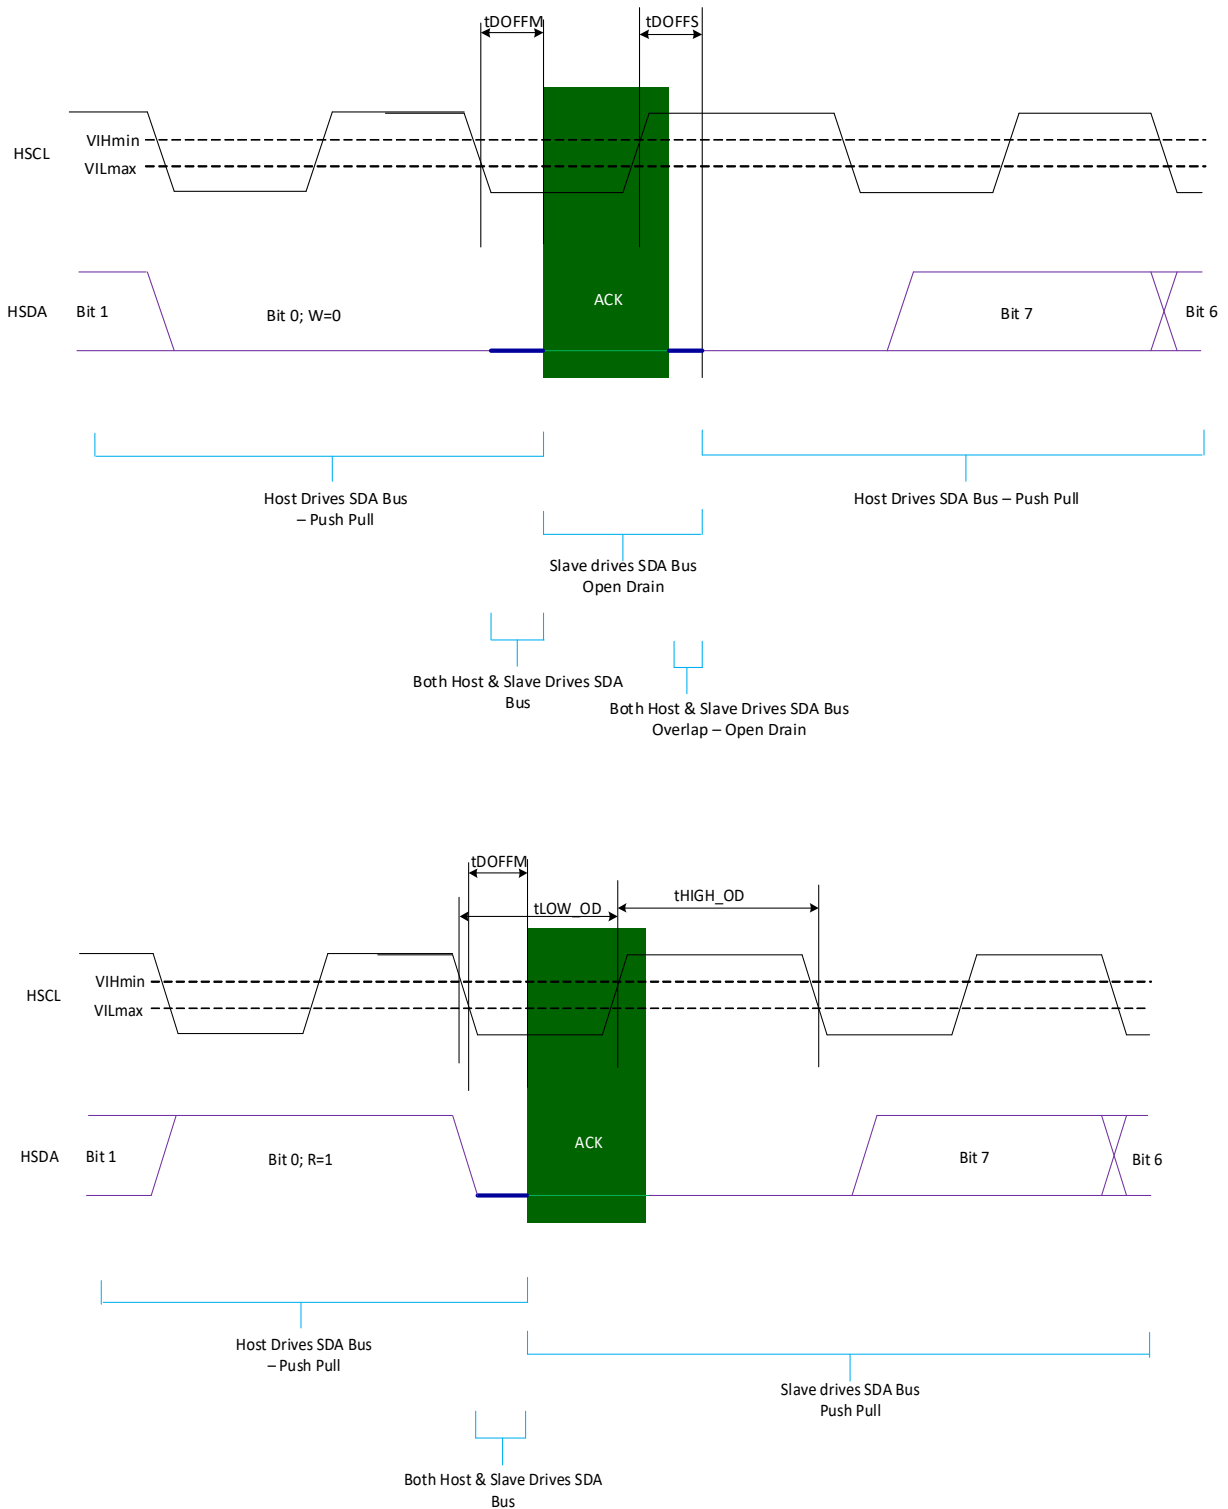 tDOFFM
tDOFFS
VIHmin
HSCL
VILmax
ACK
HSDA
Bit 1
Bit 0; W=0
Bit 7
Bit 6
Host Drives SDA Bus
– Push Pull
Host Drives SDA Bus – Push Pull
Slave drives SDA Bus
Open Drain
Both Host & Slave Drives SDA
Bus
Both Host & Slave Drives SDA Bus
Overlap – Open Drain
tDOFFM
tLOW_OD
tHIGH_OD
VIHmin
HSCL
VILmax
ACK
HSDA
Bit 1
Bit 0; R=1
Bit 7
Bit 6
Host Drives SDA Bus
– Push Pull
Slave drives SDA Bus
Push Pull
Both Host & Slave Drives SDA
Bus